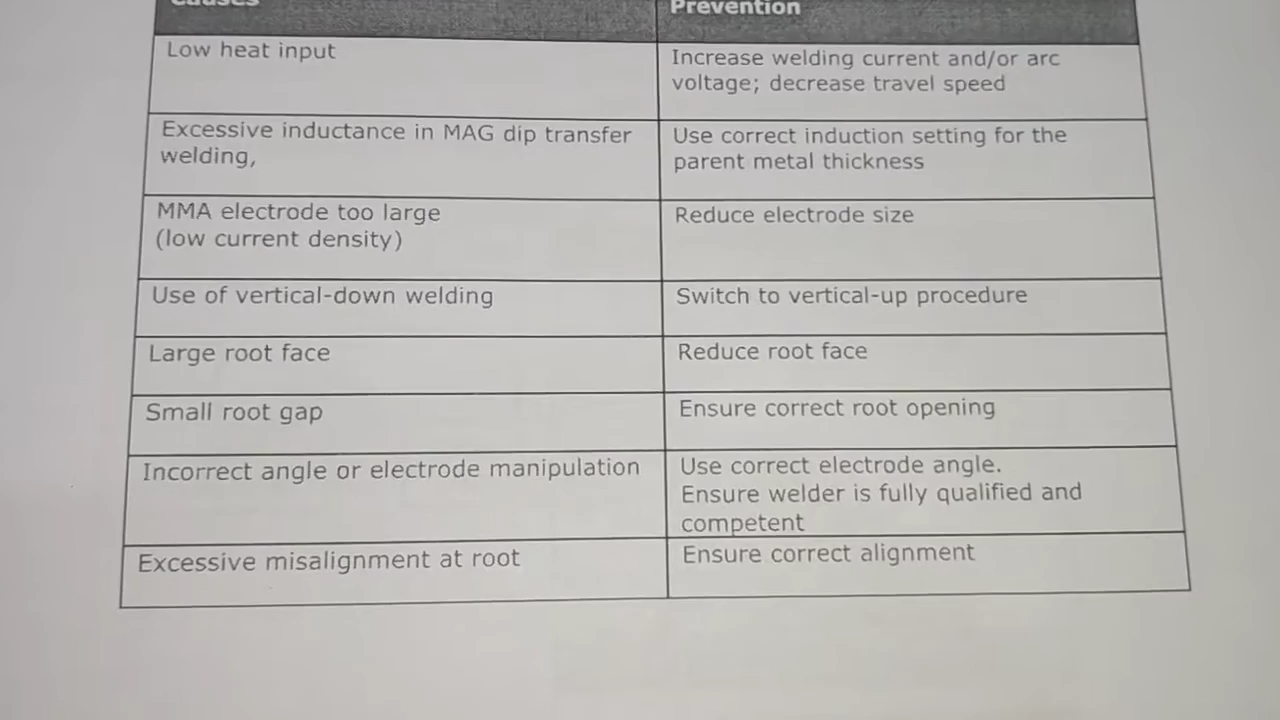 Causes
Prevention
Low heat input
Increase welding current and/or arc
voltage; decrease travel speed
Excessive inductance in MAG dip transfer
welding,
Use correct induction setting for the
parent metal thickness
MMA electrode too large
(low current density)
Reduce electrode size
Use of vertical-down welding
Switch to vertical-up procedure
Large root face
Reduce root face
Small root gap
Ensure correct root opening
Incorrect angle or electrode manipulation
Use correct electrode angle.
Ensure welder is fully qualified and
competent
Excessive misalignment at root
Ensure correct alignment